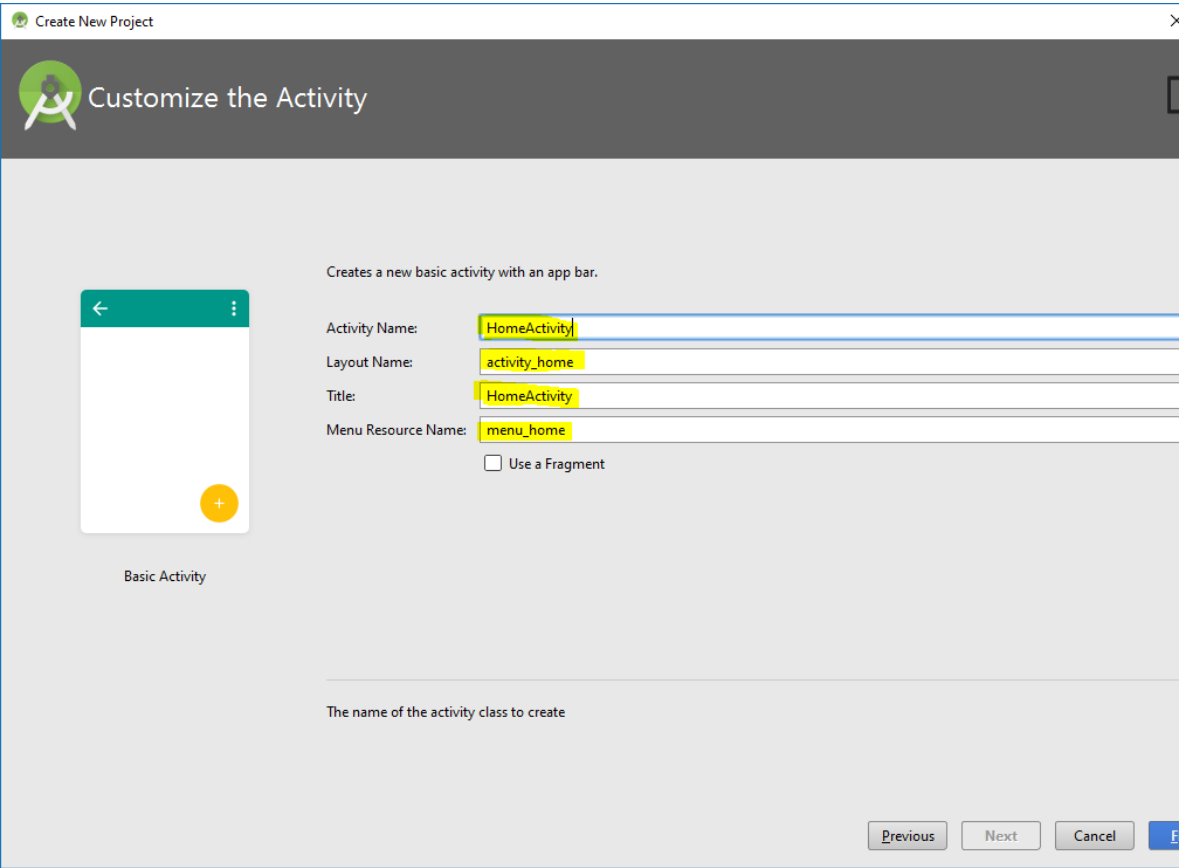 Create New Project
Customize the Activity
Creates a new basic activity with an app bar.
Activity Name: HomeActivity
Layout Name: activity_home
Title: HomeActivity
Menu Resource Name: menu_home
Use a Fragment
Basic Activity
The name of the activity class to create
Previous Next Cancel